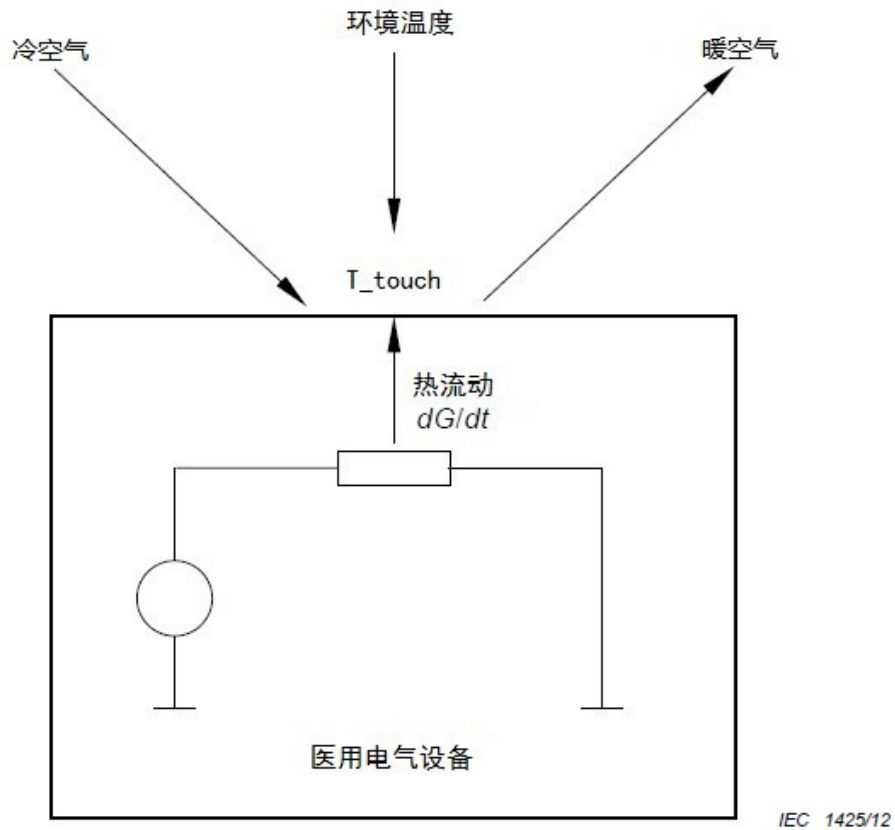 环境温度
冷空气
暖空气
T_touch
热流动
dG/dt
医用电气设备
IEC 1425/12